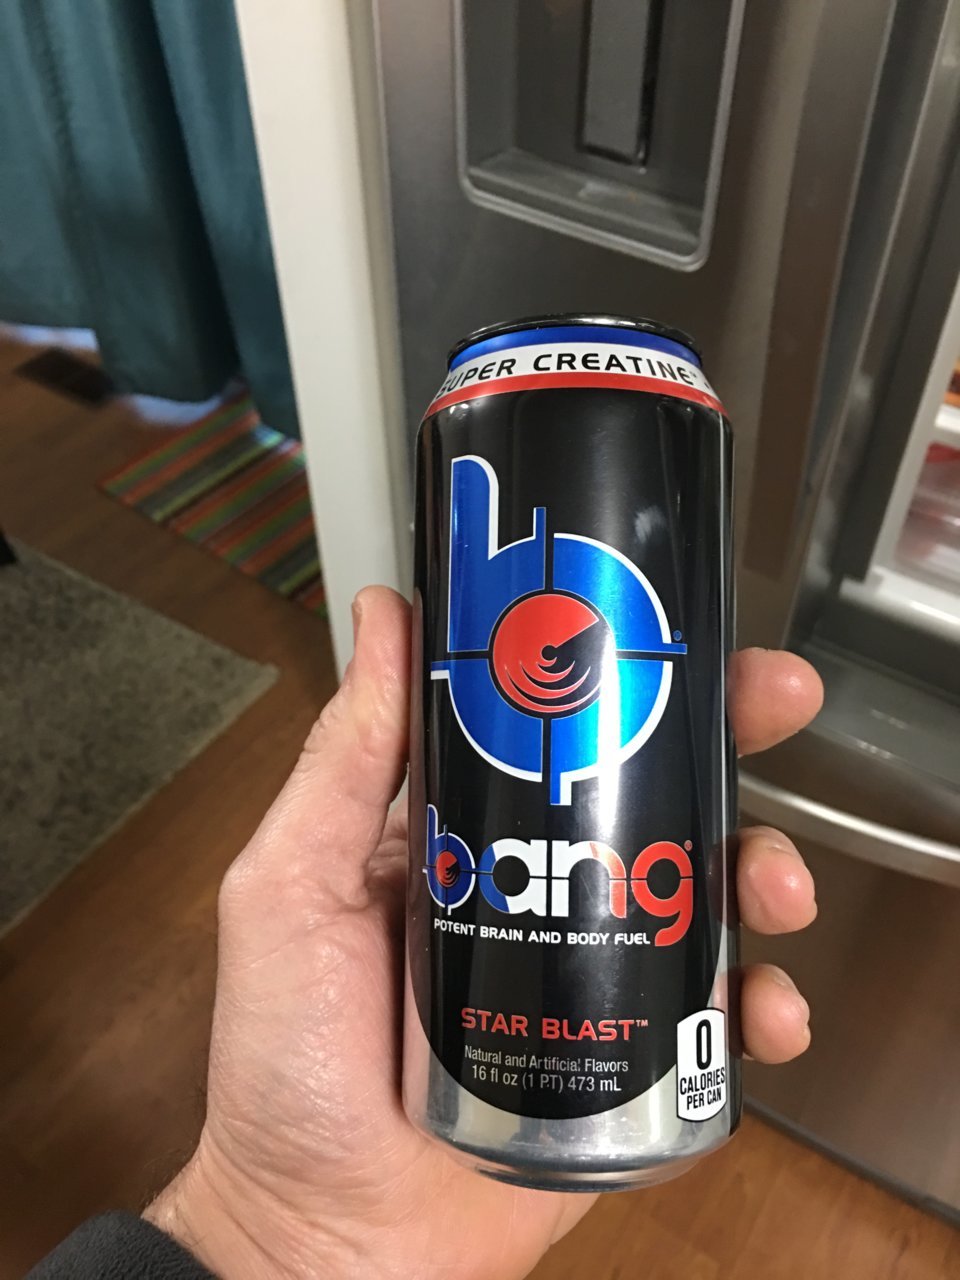 SUPER CREATINE™
b®
bang®
POTENT BRAIN AND BODY FUEL
STAR BLAST™
Natural and Artificial Flavors
16 fl oz (1 PT) 473 mL
0
CALORIES
PER CAN